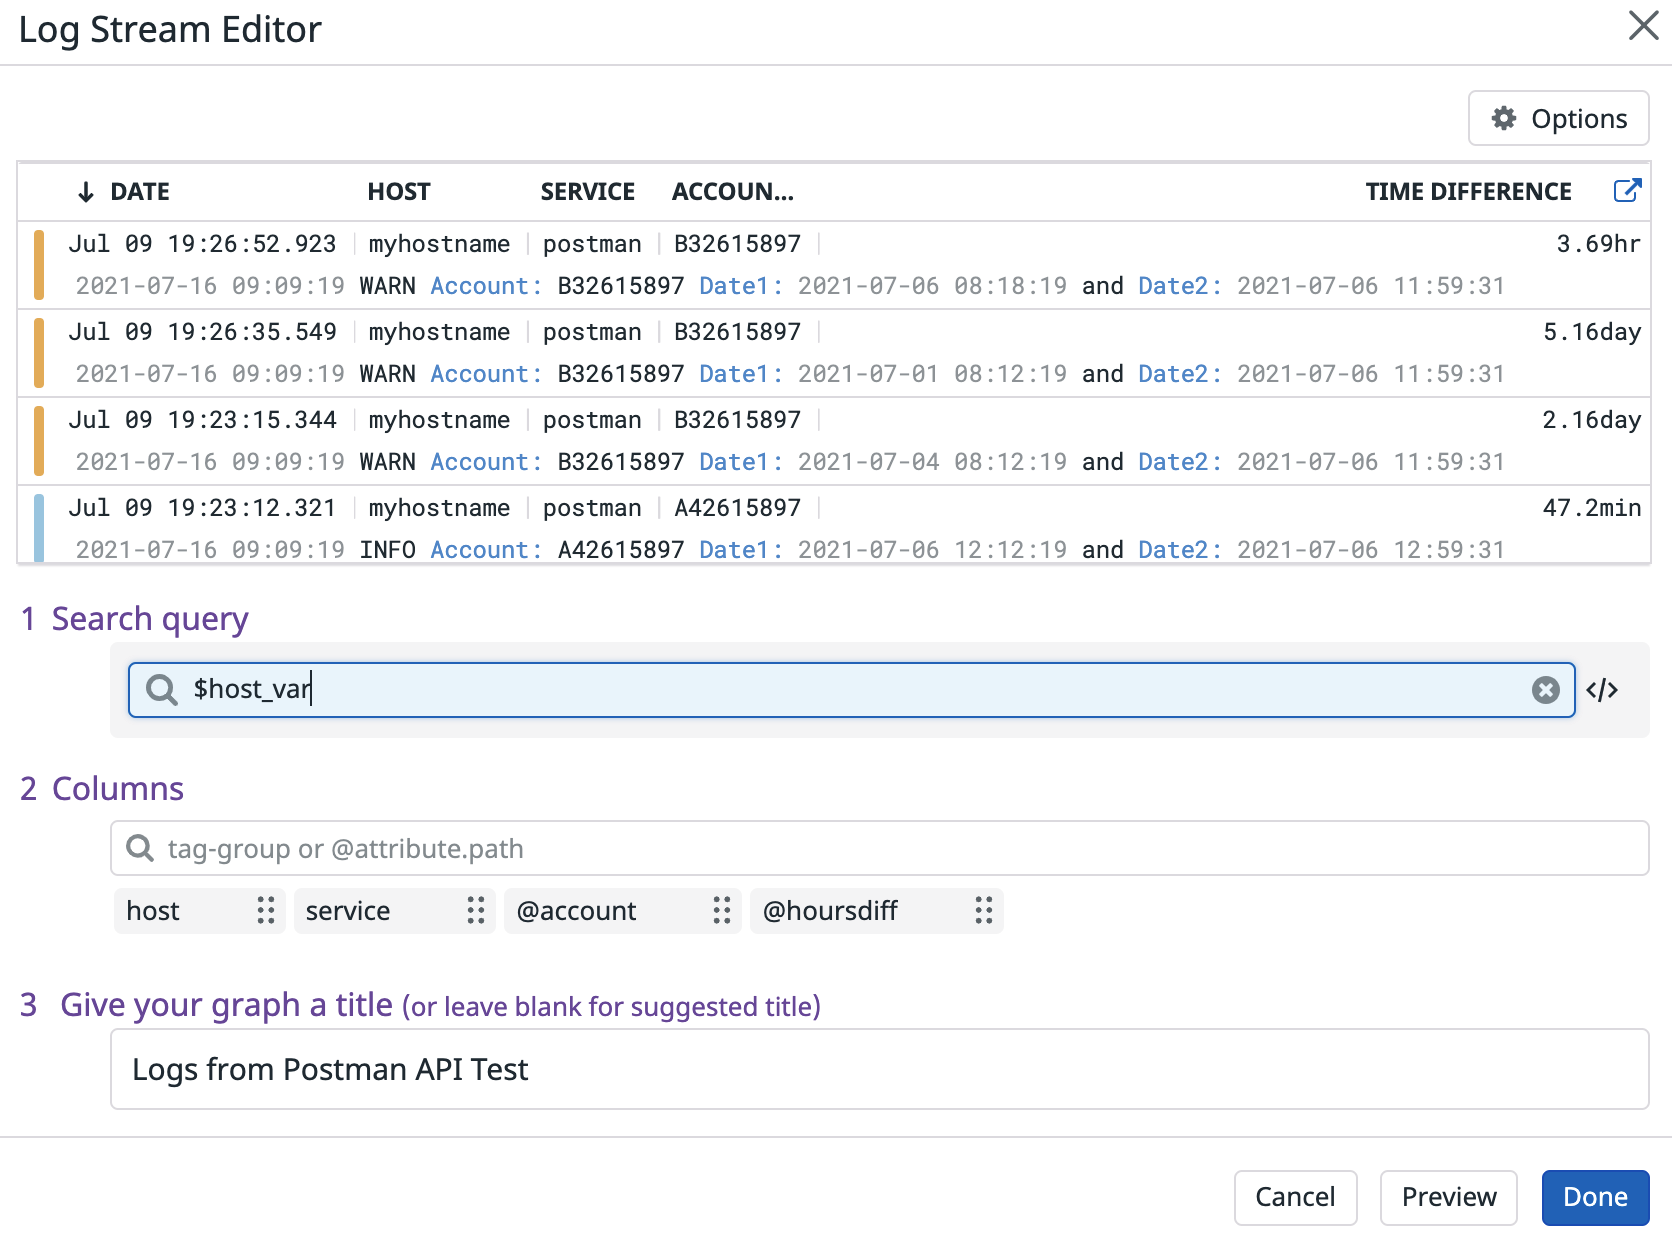 Log Stream Editor
Options
DATE HOST SERVICE ACCOUN... TIME DIFFERENCE
Jul 09 19:26:52.923 myhostname postman B32615897 3.69hr
2021-07-16 09:09:19 WARN Account: B32615897 Date1: 2021-07-06 08:18:19 and Date2: 2021-07-06 11:59:31
Jul 09 19:26:35.549 myhostname postman B32615897 5.16day
2021-07-16 09:09:19 WARN Account: B32615897 Date1: 2021-07-01 08:12:19 and Date2: 2021-07-06 11:59:31
Jul 09 19:23:15.344 myhostname postman B32615897 2.16day
2021-07-16 09:09:19 WARN Account: B32615897 Date1: 2021-07-04 08:12:19 and Date2: 2021-07-06 11:59:31
Jul 09 19:23:12.321 myhostname postman A42615897 47.2min
2021-07-16 09:09:19 INFO Account: A42615897 Date1: 2021-07-06 12:12:19 and Date2: 2021-07-06 12:59:31
1 Search query
$host_var </>
2 Columns
tag-group or @attribute.path
host service @account @hoursdiff
3 Give your graph a title (or leave blank for suggested title)
Logs from Postman API Test
Cancel Preview Done